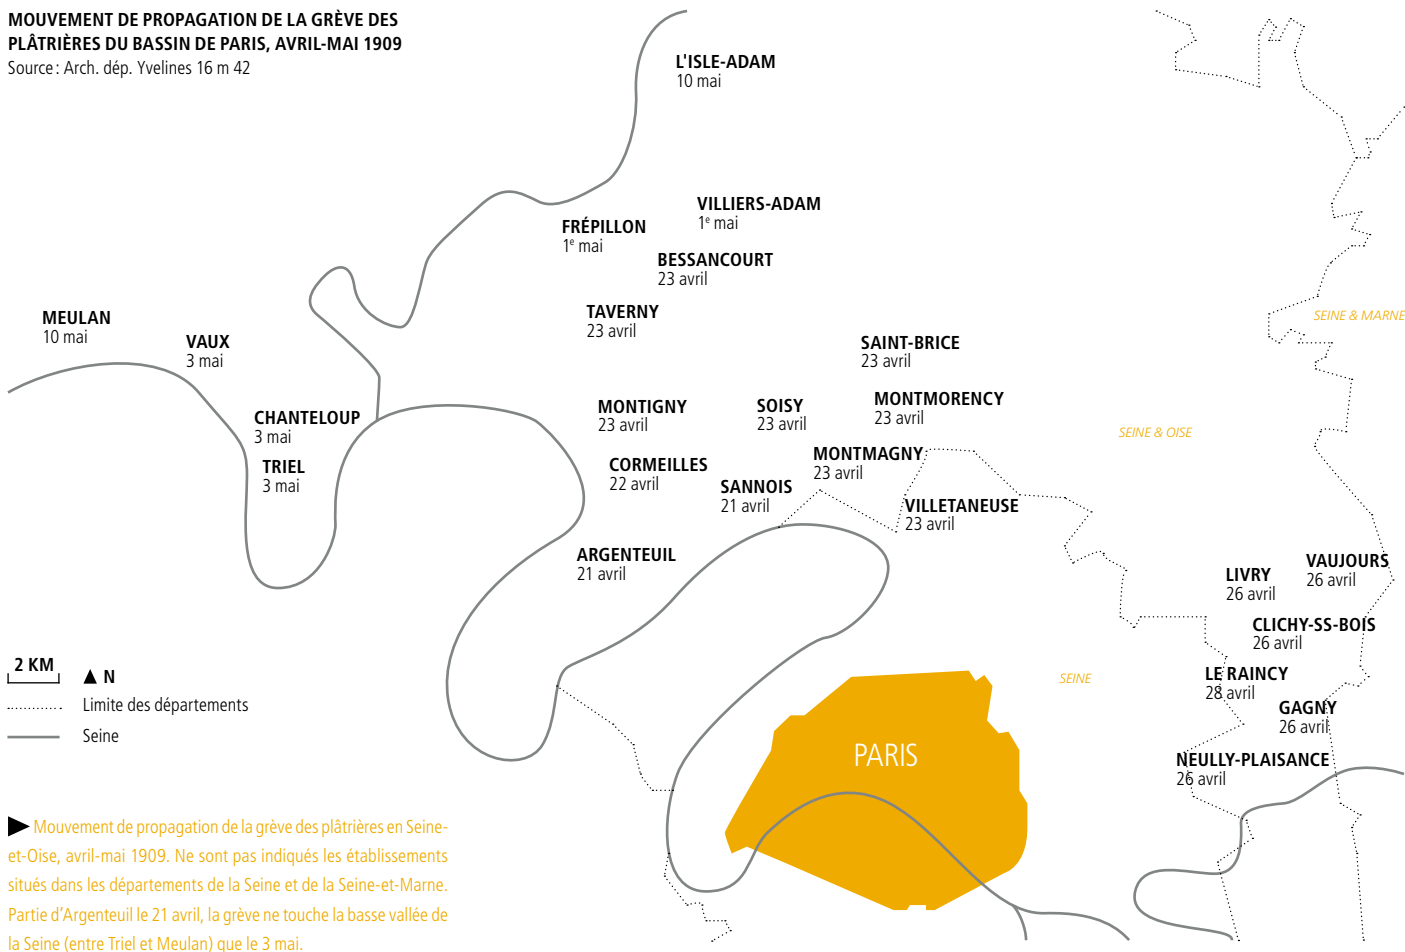 MOUVEMENT DE PROPAGATION DE LA GRÈVE DES
PLÂTRIÈRES DU BASSIN DE PARIS, AVRIL-MAI 1909
Source : Arch. dép. Yvelines 16 m 42
L'ISLE-ADAM
10 mai
VILLIERS-ADAM
1e mai
FRÉPILLON
1e mai
BESSANCOURT
23 avril
TAVERNY
23 avril
MEULAN
10 mai
VAUX
3 mai
SAINT-BRICE
23 avril
SEINE & MARNE
CHANTELOUP
3 mai
MONTIGNY
23 avril
SOISY
23 avril
MONTMORENCY
23 avril
SEINE & OISE
TRIEL
3 mai
CORMEILLES
22 avril
MONTMAGNY
23 avril
SANNOIS
21 avril
VILLETANEUSE
23 avril
ARGENTEUIL
21 avril
LIVRY
26 avril
VAUJOURS
26 avril
CLICHY-SS-BOIS
26 avril
LE RAINCY
28 avril
SEINE
GAGNY
26 avril
NEUILLY-PLAISANCE
26 avril
PARIS
2 KM
N
Limite des départements
Seine
Mouvement de propagation de la grève des plâtrières en Seine-
et-Oise, avril-mai 1909. Ne sont pas indiqués les établissements
situés dans les départements de la Seine et de la Seine-et-Marne.
Partie d'Argenteuil le 21 avril, la grève ne touche la basse vallée de
la Seine (entre Triel et Meulan) que le 3 mai.